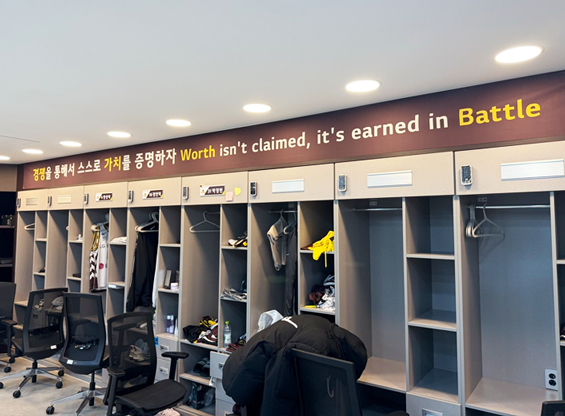 경쟁을 통해서 스스로 가치를 증명하자 Worth isn't claimed, it's earned in Battle